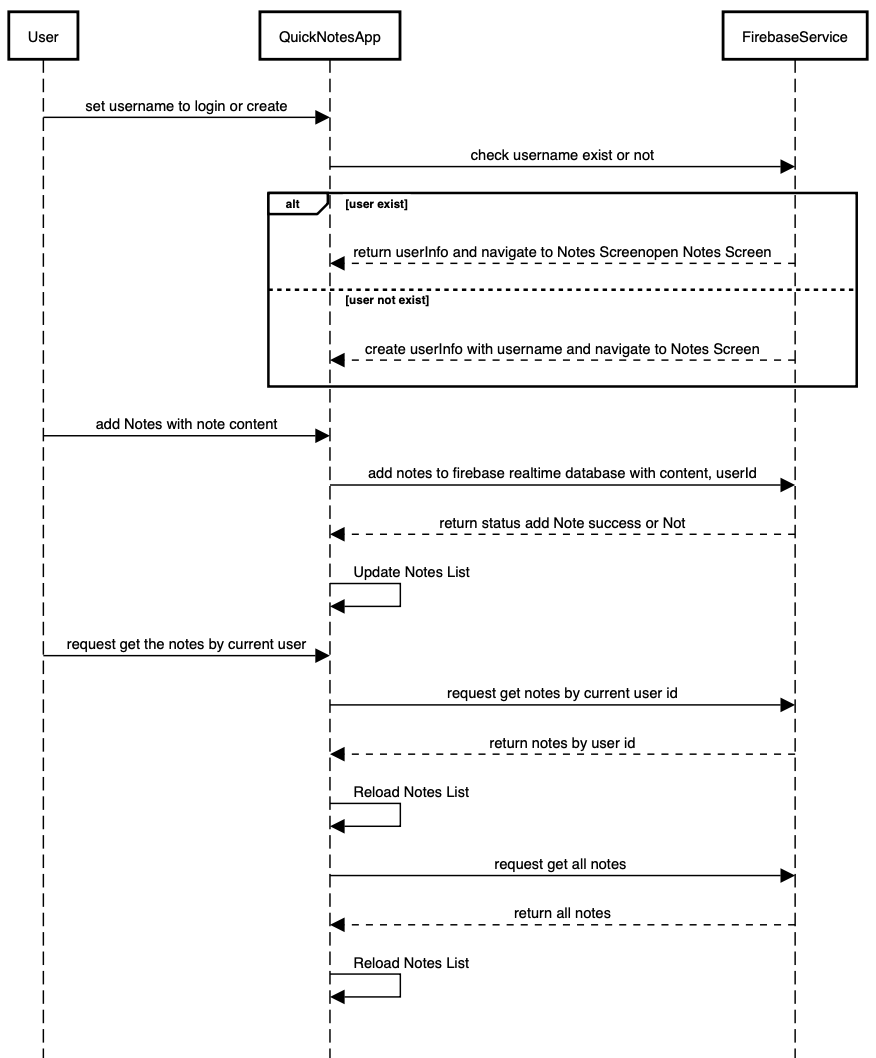 User
QuickNotesApp
FirebaseService
set username to login or create
check username exist or not
alt
[user exist]
return userInfo and navigate to Notes Screenopen Notes Screen
[user not exist]
create userInfo with username and navigate to Notes Screen
add Notes with note content
add notes to firebase realtime database with content, userId
return status add Note success or Not
Update Notes List
request get the notes by current user
request get notes by current user id
return notes by user id
Reload Notes List
request get all notes
return all notes
Reload Notes List